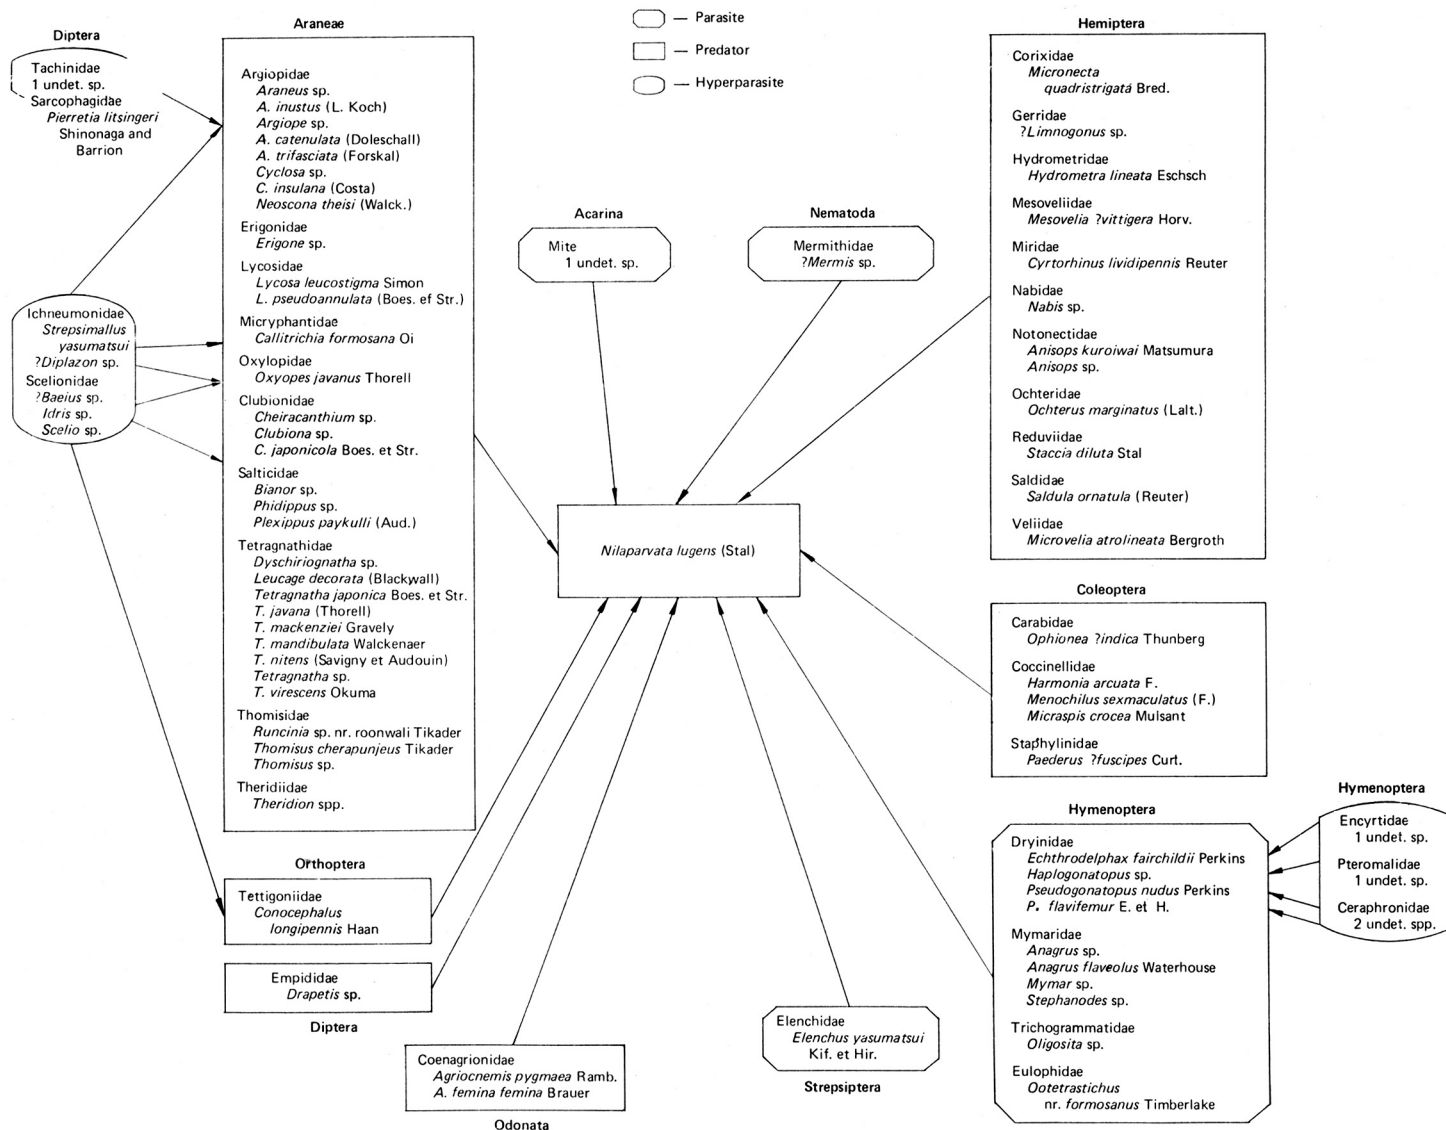 — Parasite
— Predator
— Hyperparasite
Diptera
Tachinidae
1 undet. sp.
Sarcophagidae
Pierretia litsingeri
Shinonaga and
Barrion
Ichneumonidae
Strepsimallus
yasumatsui
?Diplazon sp.
Scelionidae
?Baeius sp.
Idris sp.
Scelio sp.
Araneae
Argiopidae
Araneus sp.
A. inustus (L. Koch)
Argiope sp.
A. catenulata (Doleschall)
A. trifasciata (Forskal)
Cyclosa sp.
C. insulana (Costa)
Neoscona theisi (Walck.)
Erigonidae
Erigone sp.
Lycosidae
Lycosa leucostigma Simon
L. pseudoannulata (Boes. ef Str.)
Micryphantidae
Callitrichia formosana Oi
Oxylopidae
Oxyopes javanus Thorell
Clubionidae
Cheiracanthium sp.
Clubiona sp.
C. japonicola Boes. et Str.
Salticidae
Bianor sp.
Phidippus sp.
Plexippus paykulli (Aud.)
Tetragnathidae
Dyschiriognatha sp.
Leucage decorata (Blackwall)
Tetragnatha japonica Boes. et Str.
T. javana (Thorell)
T. mackenziei Gravely
T. mandibulata Walckenaer
T. nitens (Savigny et Audouin)
Tetragnatha sp.
T. virescens Okuma
Thomisidae
Runcinia sp. nr. roonwali Tikader
Thomisus cherapunjeus Tikader
Thomisus sp.
Theridiidae
Theridion spp.
Orthoptera
Tettigoniidae
Conocephalus
longipennis Haan
Empididae
Drapetis sp.
Diptera
Coenagrionidae
Agriocnemis pygmaea Ramb.
A. femina femina Brauer
Odonata
Acarina
Mite
1 undet. sp.
Nematoda
Mermithidae
?Mermis sp.
Nilaparvata lugens (Stal)
Elenchidae
Elenchus yasumatsui
Kif. et Hir.
Strepsiptera
Hemiptera
Corixidae
Micronecta
quadristrigata Bred.
Gerridae
?Limnogonus sp.
Hydrometridae
Hydrometra lineata Eschsch
Mesoveliidae
Mesovelia ?vittigera Horv.
Miridae
Cyrtorhinus lividipennis Reuter
Nabidae
Nabis sp.
Notonectidae
Anisops kuroiwai Matsumura
Anisops sp.
Ochteridae
Ochterus marginatus (Lalt.)
Reduviidae
Staccia diluta Stal
Saldidae
Saldula ornatula (Reuter)
Veliidae
Microvelia atrolineata Bergroth
Coleoptera
Carabidae
Ophionea ?indica Thunberg
Coccinellidae
Harmonia arcuata F.
Menochilus sexmaculatus (F.)
Micraspis crocea Mulsant
Staphylinidae
Paederus ?fuscipes Curt.
Hymenoptera
Dryinidae
Echthrodelphax fairchildii Perkins
Haplogonatopus sp.
Pseudogonatopus nudus Perkins
P. flavifemur E. et H.
Mymaridae
Anagrus sp.
Anagrus flaveolus Waterhouse
Mymar sp.
Stephanodes sp.
Trichogrammatidae
Oligosita sp.
Eulophidae
Ootetrastichus
nr. formosanus Timberlake
Hymenoptera
Encyrtidae
1 undet. sp.
Pteromalidae
1 undet. sp.
Ceraphronidae
2 undet. spp.